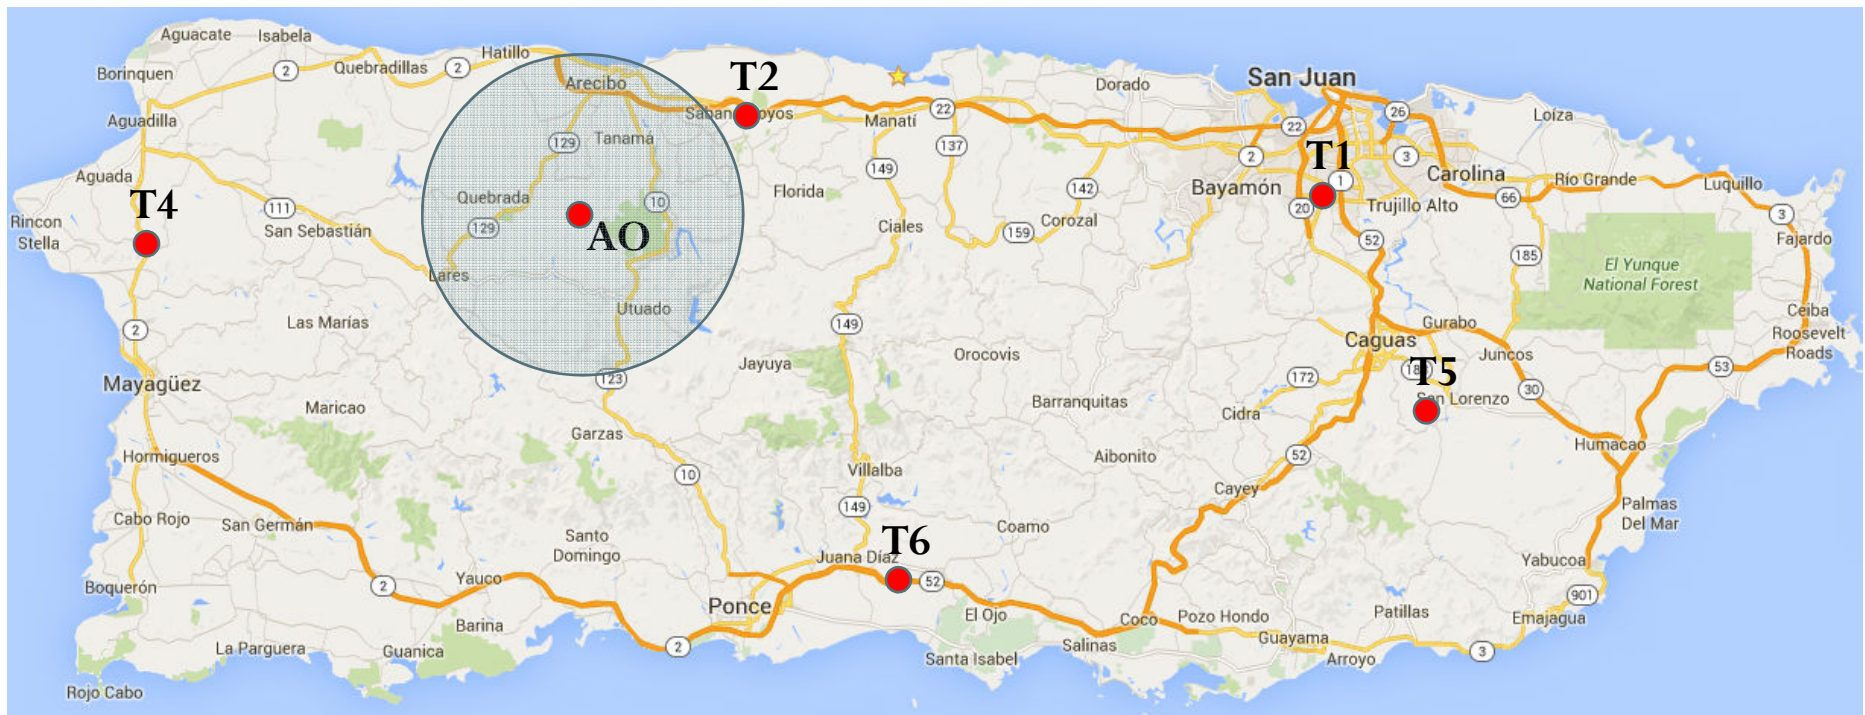 Aguacate
Isabela
Hatillo
Borinquen
2
Quebradillas
2
Arecibo
T2
San Juan
Dorado
Aguadilla
Saban
oyos
Manatí
22
22
26
Loíza
129
Tanamá
137
2
T1
3
Aguada
149
Bayamón
1
Carolina
Río Grande
Luquillo
T4
Quebrada
10
Florida
142
20
Trujillo Alto
66
3
111
129
AO
Ciales
159
Corozal
52
Rincon
Stella
San Sebastián
185
Fajardo
Lares
El Yunque
National Forest
Utuado
Ceiba
2
Las Marías
149
Gurabo
Roosevelt
Roads
Caguas
Jayuya
Orocovis
Juncos
Mayagüez
123
172
T5
53
30
Maricao
Barranquitas
Cidra
San Lorenzo
Garzas
Hormigueros
Aibonito
52
Humacao
10
Villalba
Cayey
149
Palmas
Del Mar
Cabo Rojo
San Germán
Coamo
Santo
Domingo
T6
Juana Díaz
Yabucoa
Boquerón
2
Yauco
52
901
Ponce
El Ojo
Coco
Pozo Hondo
Patillas
Emajagua
Barina
2
La Parguera
Guanica
Santa Isabel
Salinas
Guayama
Arroyo
3
Rojo Cabo